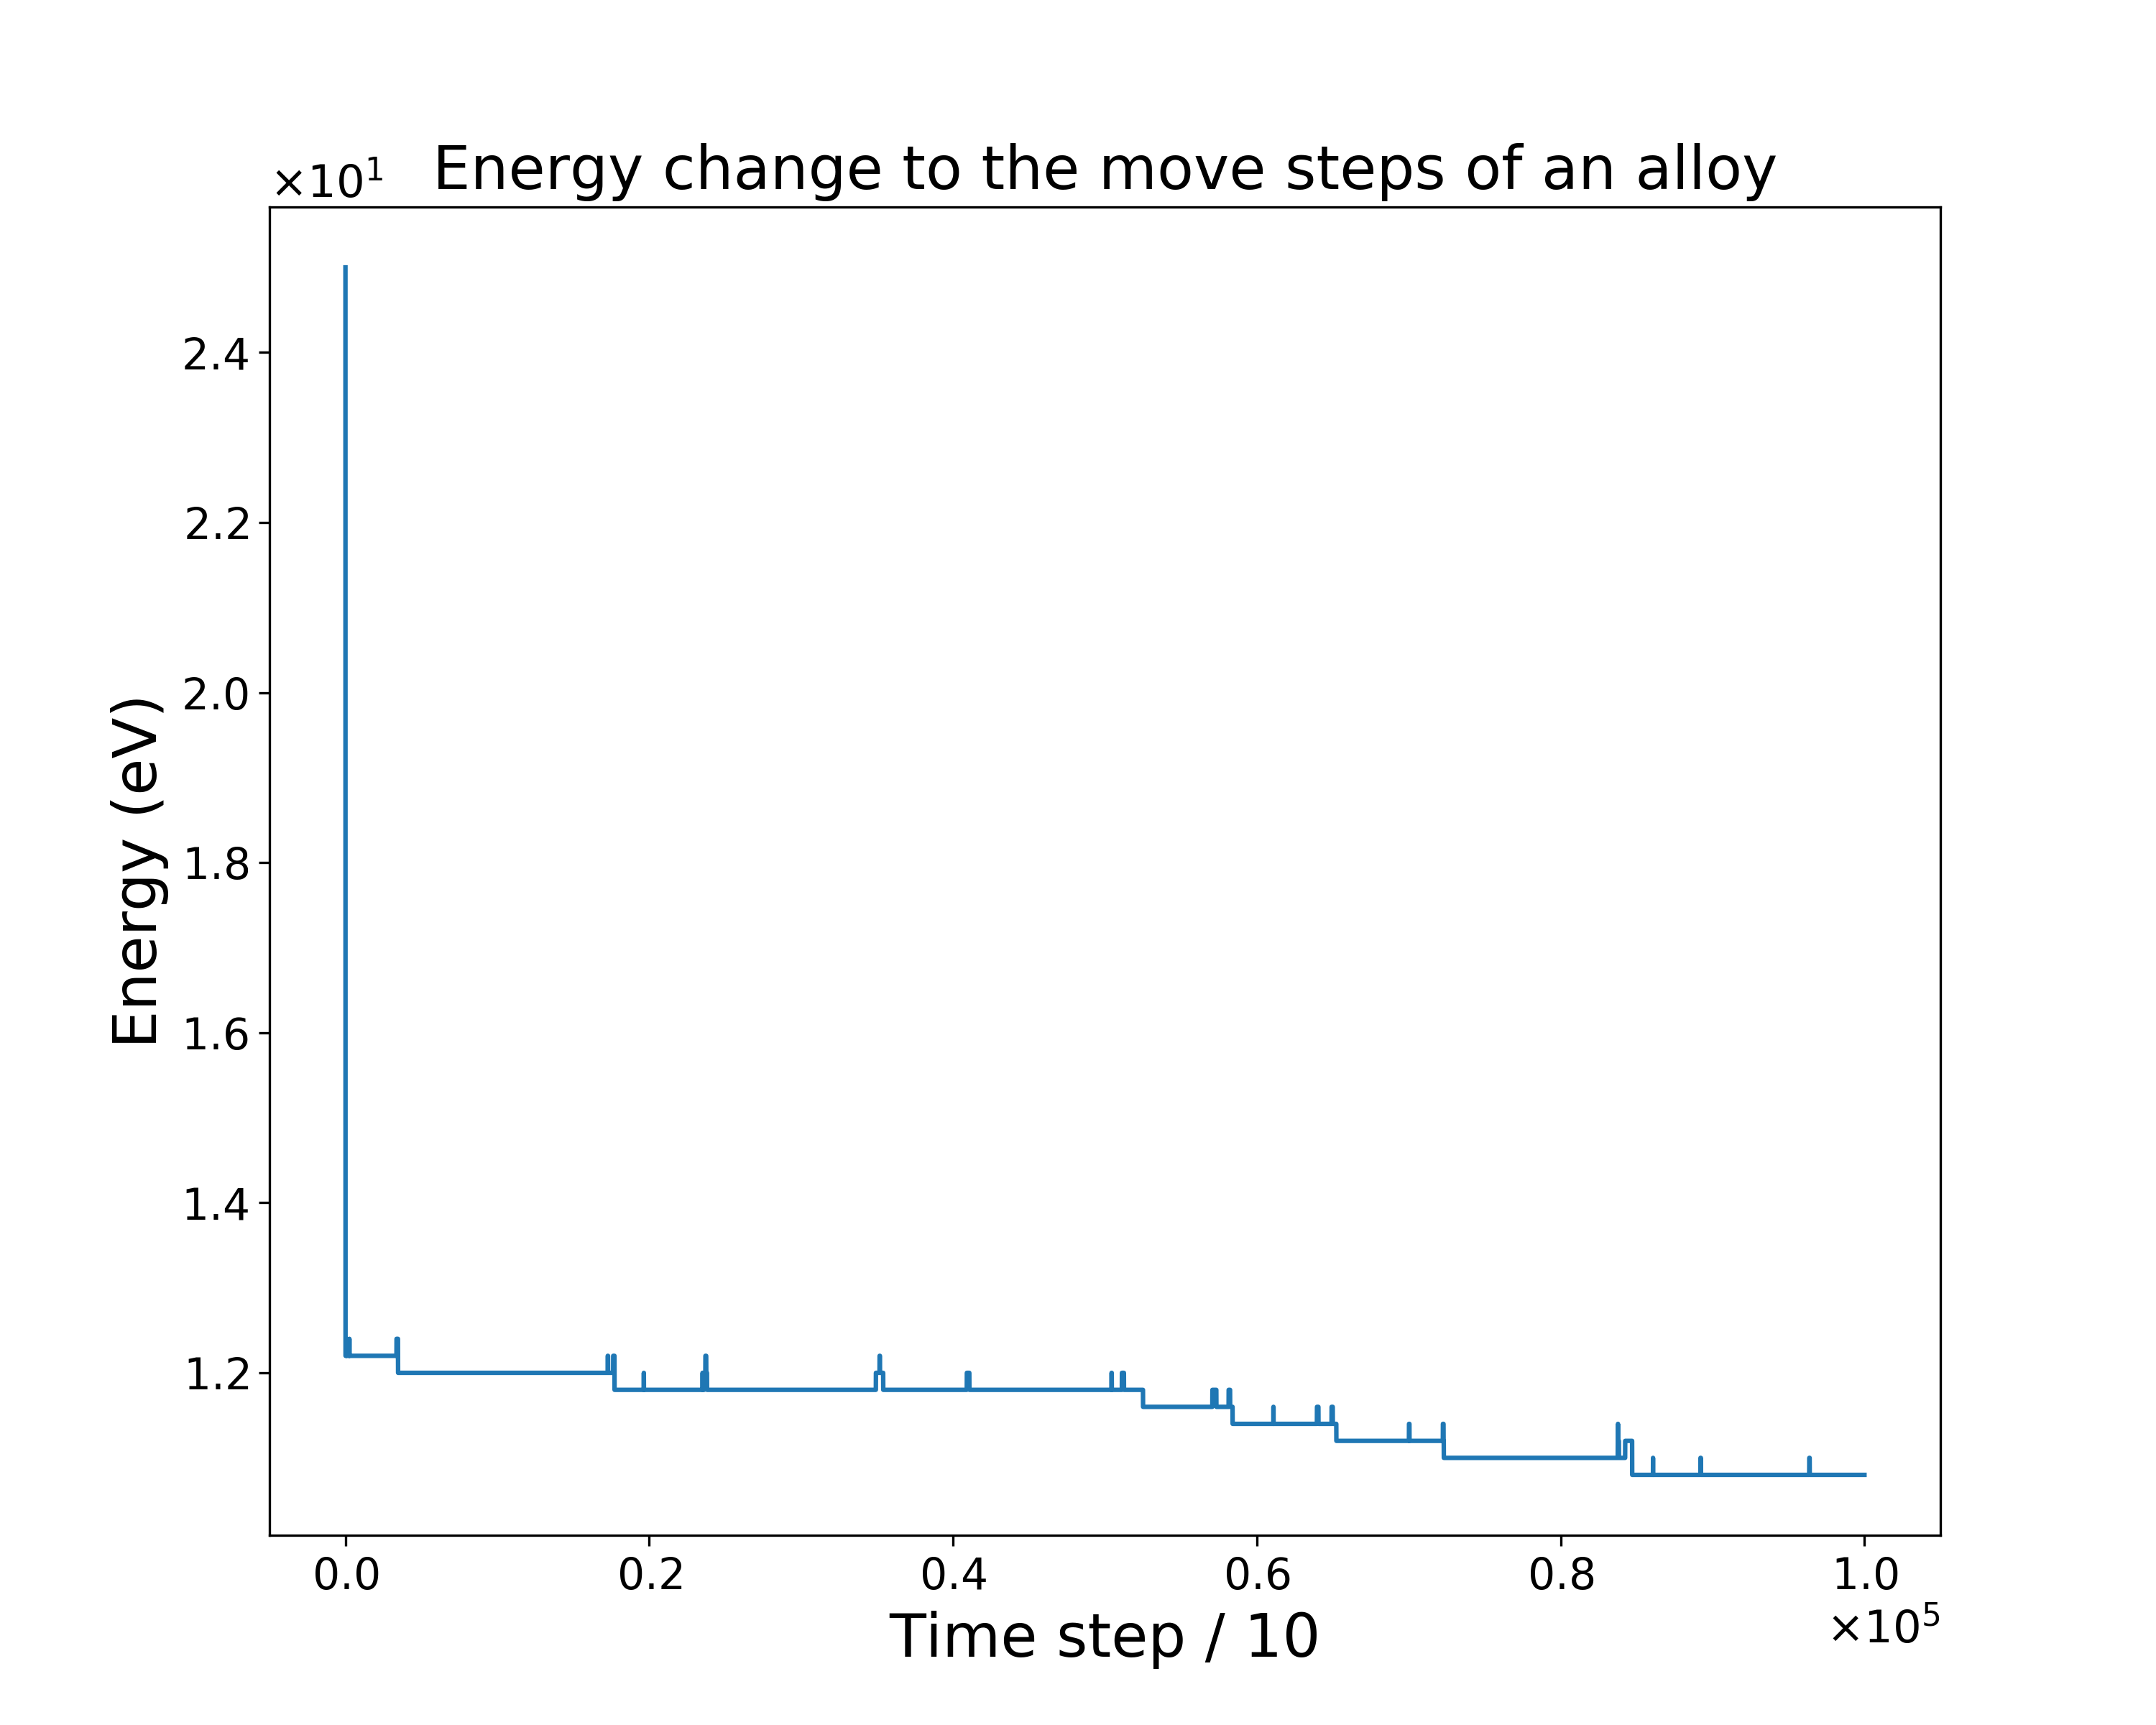 ×10¹
Energy change to the move steps of an alloy
2.4
2.2
2.0
1.8
1.6
1.4
1.2
Energy (eV)
0.0 0.2 0.4 0.6 0.8 1.0
Time step / 10
×10⁵